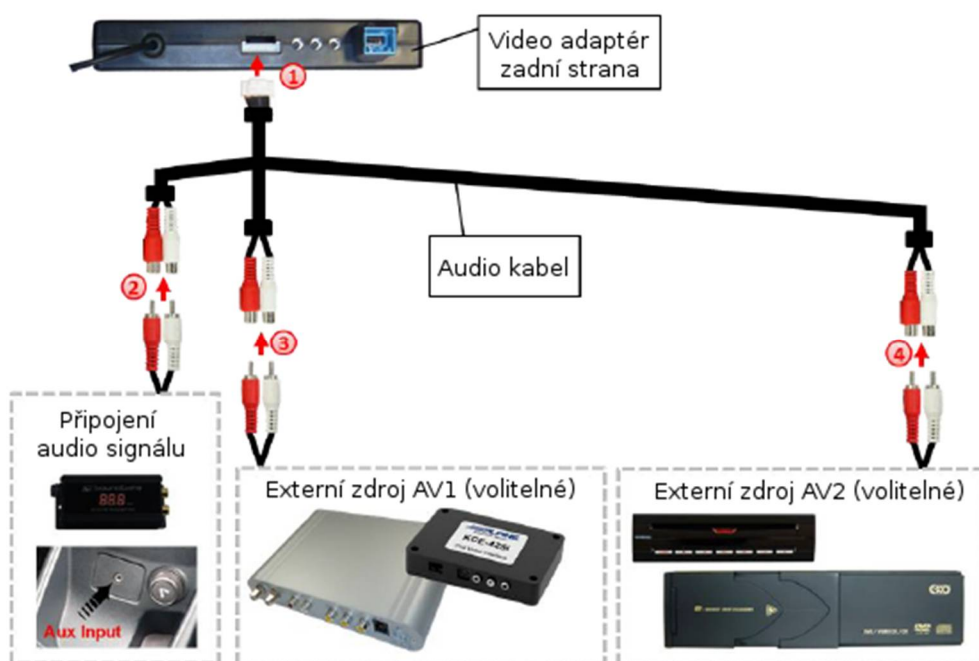 Video adaptér
zadní strana
1
Audio kabel
2
3
4
Připojení
audio signálu
Aux Input
Externí zdroj AV1 (volitelné)
KCE-425i
Externí zdroj AV2 (volitelné)